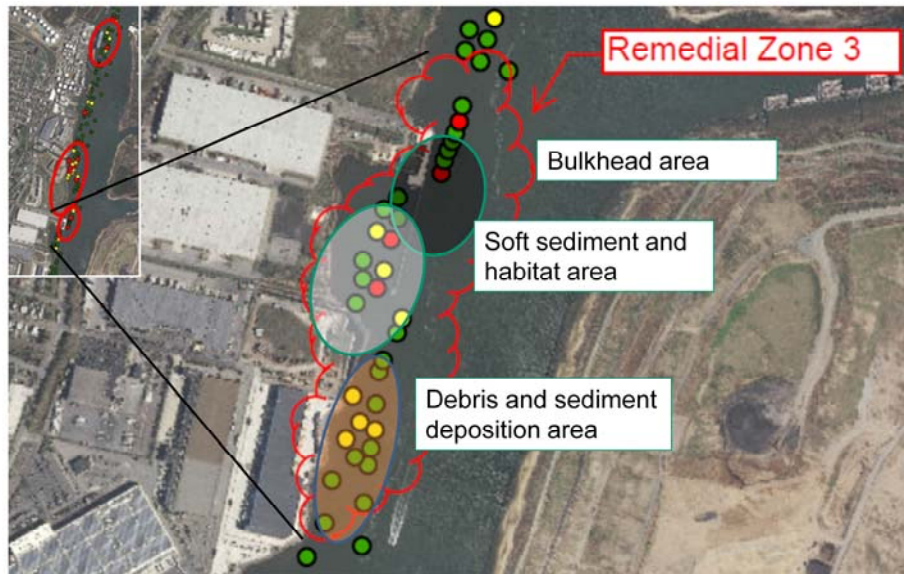 Remedial Zone 3
Bulkhead area
Soft sediment and
habitat area
Debris and sediment
deposition area